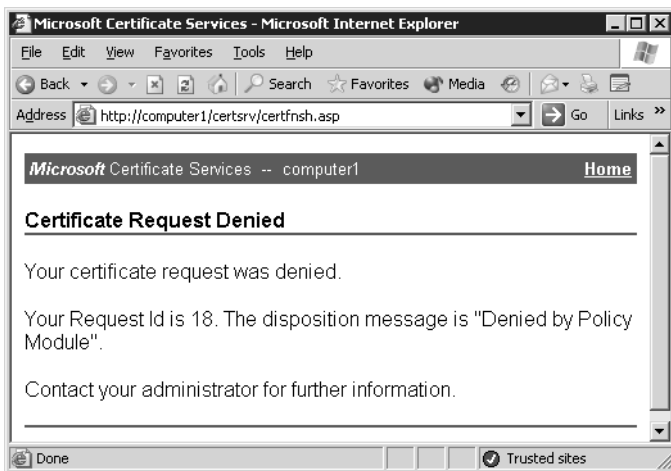 Microsoft Certificate Services - Microsoft Internet Explorer
File Edit View Favorites Tools Help
Back Search Favorites Media
Address http://computer1/certsrv/certfnsh.asp Go Links »
Microsoft Certificate Services -- computer1 Home
Certificate Request Denied
Your certificate request was denied.
Your Request Id is 18. The disposition message is "Denied by Policy
Module".
Contact your administrator for further information.
Done Trusted sites